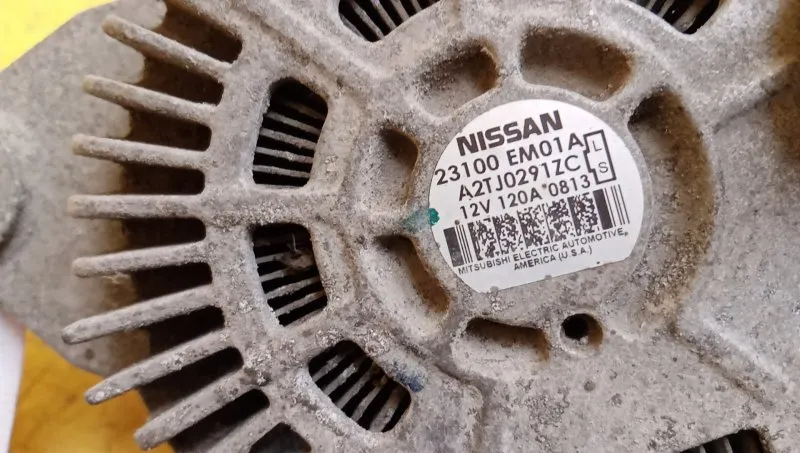 NISSAN
23100 EM01A
A2TJ0291ZC
L
S
12V 120A*0813
MITSUBISHI ELECTRIC AUTOMOTIVE
AMERICA (U.S.A.)